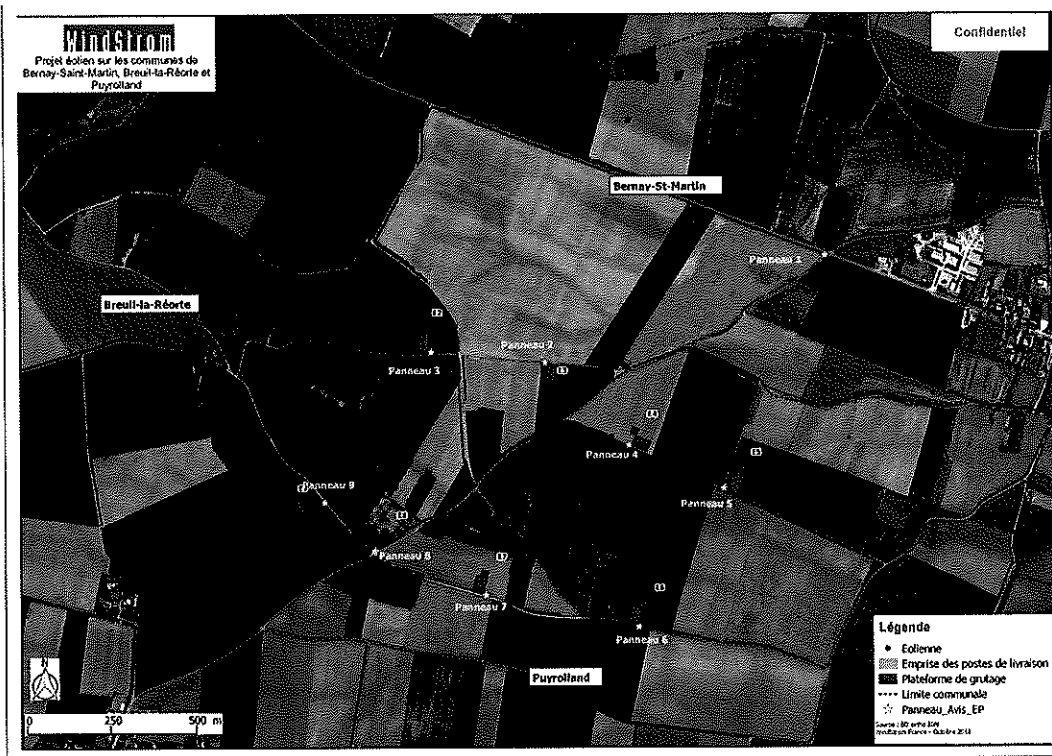 WindStrom
Projet éolien sur les communes de
Bernay-Saint-Martin, Breuil-la-Réorte et
Puyrolland
Confidentiel
Bernay-St-Martin
Panneau 1
Breuil-la-Réorte
Panneau 2
Panneau 3
Panneau 4
Panneau 5
Panneau 9
Panneau 8
Panneau 7
Panneau 6
Puyrolland
N
0 250 500 m
Légende
Eolienne
Emprise des postes de livraison
Plateforme de grutage
Limite communale
Panneau_Avis_EP